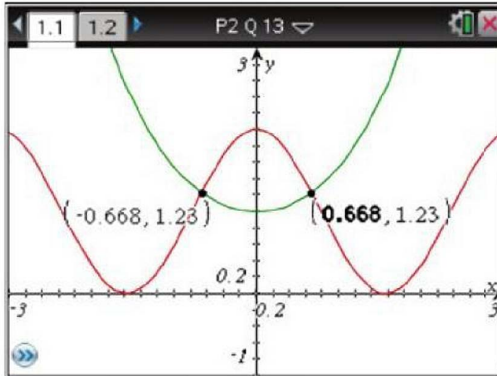 1.1 1.2 P2 Q 13
3 y
(-0.668, 1.23) (0.668, 1.23)
0.2 x
-3 0.2 3
-1